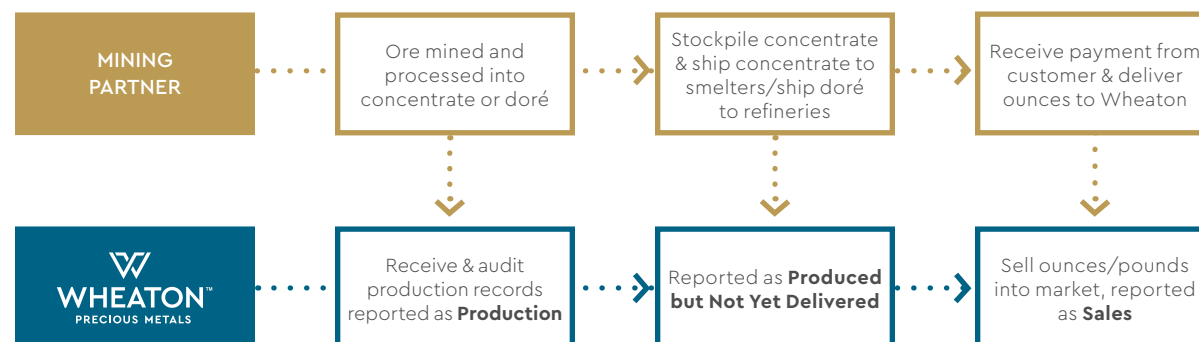 MINING
PARTNER
Ore mined and
processed into
concentrate or doré
Stockpile concentrate
& ship concentrate to
smelters/ship doré
to refineries
Receive payment from
customer & deliver
ounces to Wheaton
WHEATON™
PRECIOUS METALS
Receive & audit
production records
reported as Production
Reported as Produced
but Not Yet Delivered
Sell ounces/pounds
into market, reported
as Sales